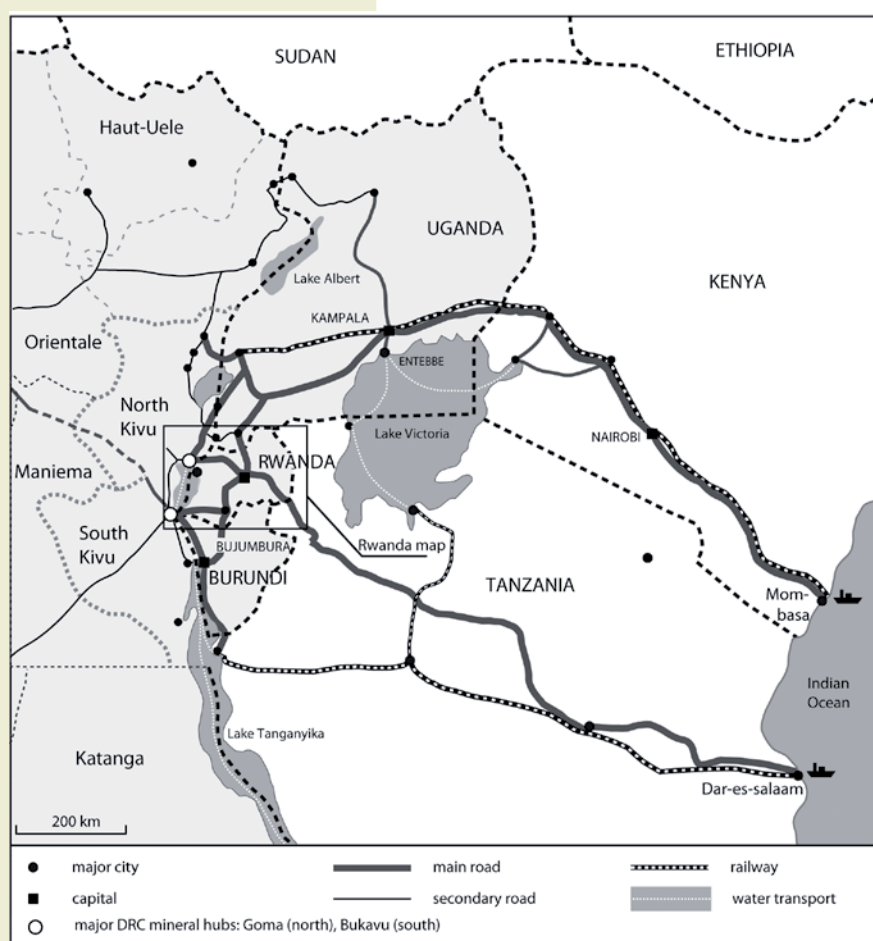 SUDAN
ETHIOPIA
Haut-Uele
UGANDA
Lake Albert
KENYA
KAMPALA
Orientale
ENTEBBE
North
Kivu
Lake Victoria
NAIROBI
Maniema
RWANDA
South
Kivu
BUJUMBURA
Rwanda map
BURUNDI
TANZANIA
Mom-
basa
Indian
Ocean
Lake Tanganyika
Katanga
Dar-es-salaam
200 km
major city
main road
railway
capital
secondary road
water transport
major DRC mineral hubs: Goma (north), Bukavu (south)